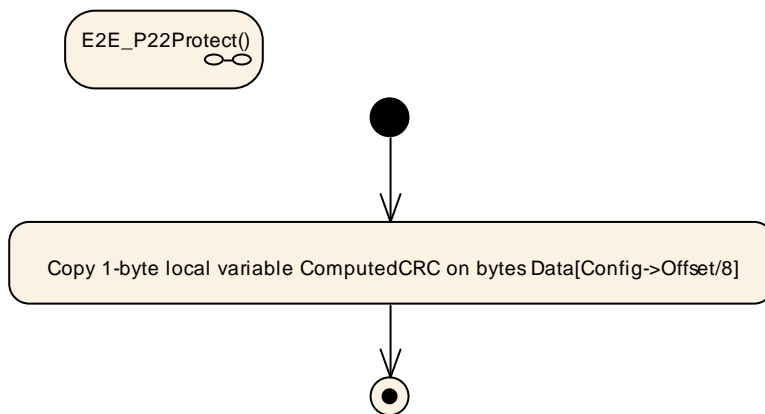 E2E_P22Protect()
Copy 1-byte local variable ComputedCRC on bytes Data[Config->Offset/8]